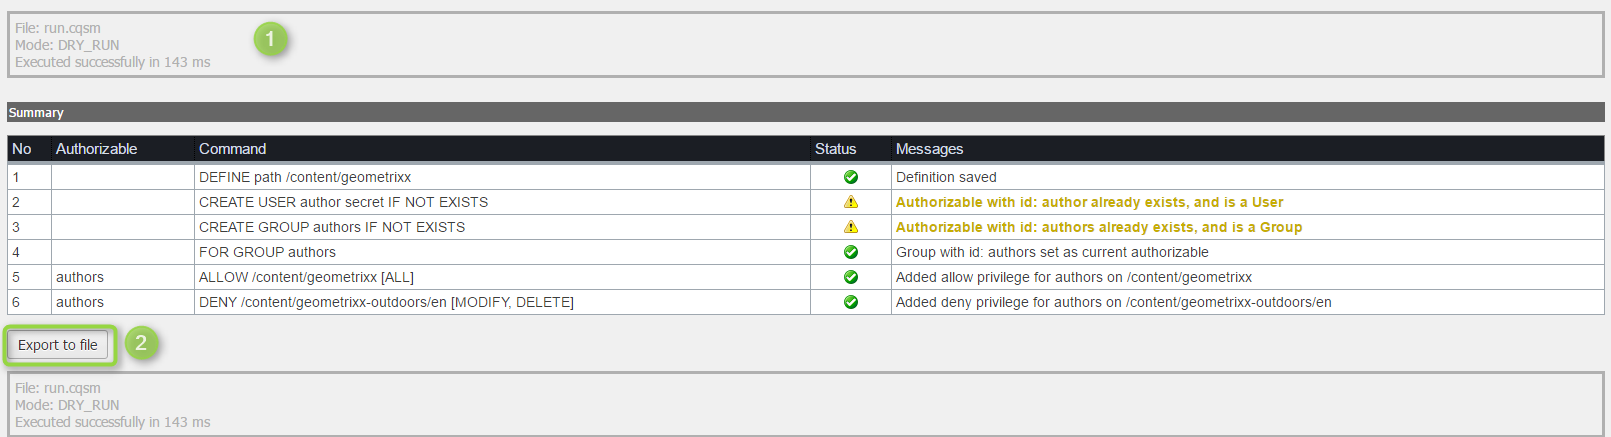 File: run.cqsm
Mode: DRY_RUN
Executed successfully in 143 ms
1
Summary
No Authorizable Command Status Messages
1 DEFINE path /content/geometrixx Definition saved
2 CREATE USER author secret IF NOT EXISTS Authorizable with id: author already exists, and is a User
3 CREATE GROUP authors IF NOT EXISTS Authorizable with id: authors already exists, and is a Group
4 FOR GROUP authors Group with id: authors set as current authorizable
5 authors ALLOW /content/geometrixx [ALL] Added allow privilege for authors on /content/geometrixx
6 authors DENY /content/geometrixx-outdoors/en [MODIFY, DELETE] Added deny privilege for authors on /content/geometrixx-outdoors/en
Export to file 2
File: run.cqsm
Mode: DRY_RUN
Executed successfully in 143 ms